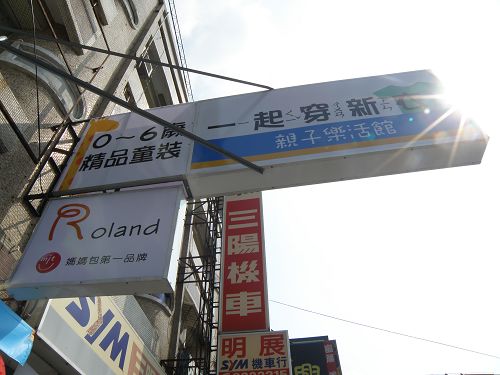 0～6歲
精品童裝
一起穿新
親子樂活館
Roland
mit
媽媽包第一品牌
三陽機車
SYM
明展
SYM機車行